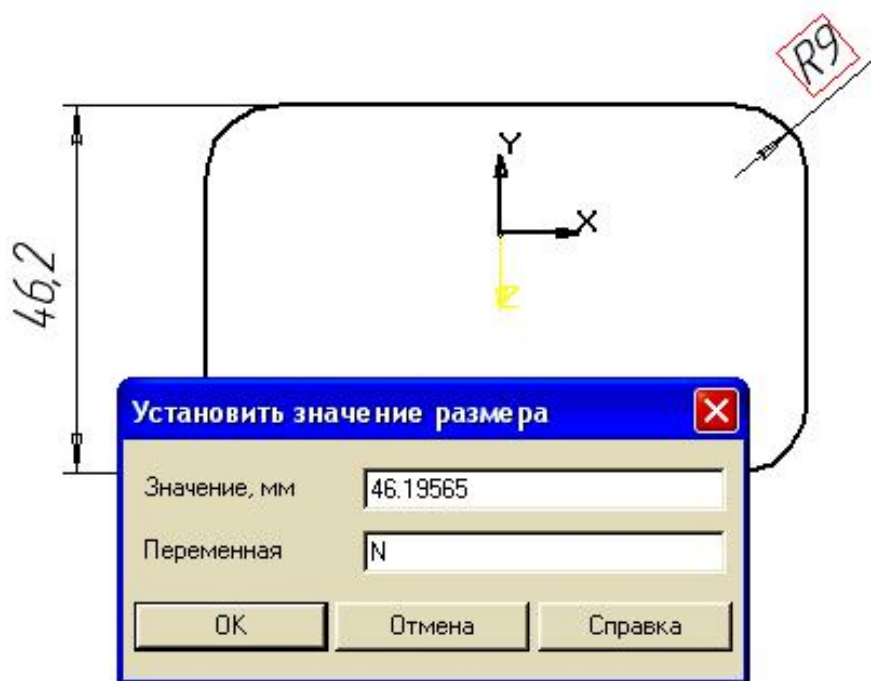 R9
Y
X
Z
46,2
Установить значение размера
Значение, мм
46.19565
Переменная
N
OK
Отмена
Справка